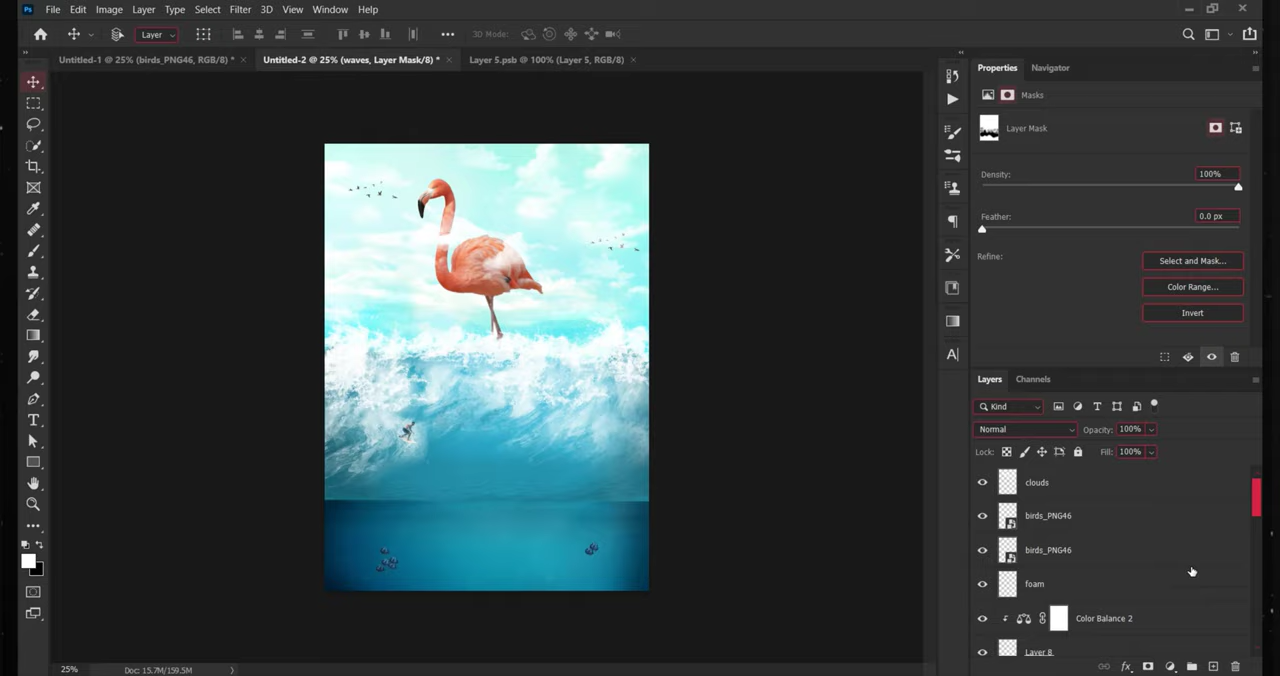 Ps File Edit Image Layer Type Select Filter 3D View Window Help
Layer 3D Mode:
Untitled-1 @ 25% (birds_PNG46, RGB/8) * Untitled-2 @ 25% (waves, Layer Mask/8) * Layer 5.psb @ 100% (Layer 5, RGB/8)
Properties Navigator
Masks
Layer Mask
Density: 100%
Feather: 0.0 px
Refine: Select and Mask...
Color Range...
Invert
Layers Channels
Kind
Normal Opacity: 100%
Lock: Fill: 100%
clouds
birds_PNG46
birds_PNG46
foam
Color Balance 2
Layer 8
25% Doc: 15.7M/159.5M